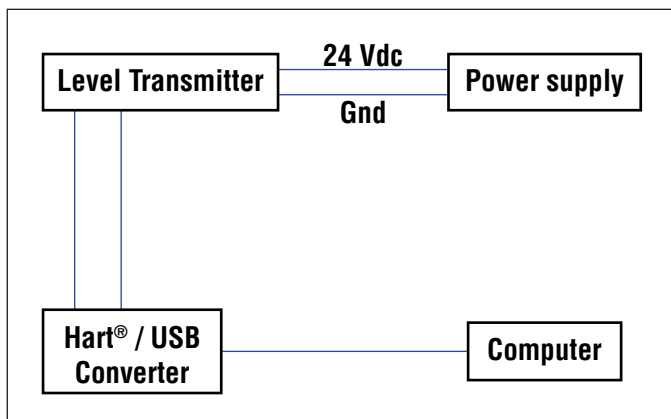 24 Vdc
Level Transmitter
Power supply
Gnd
Hart® / USB
Converter
Computer